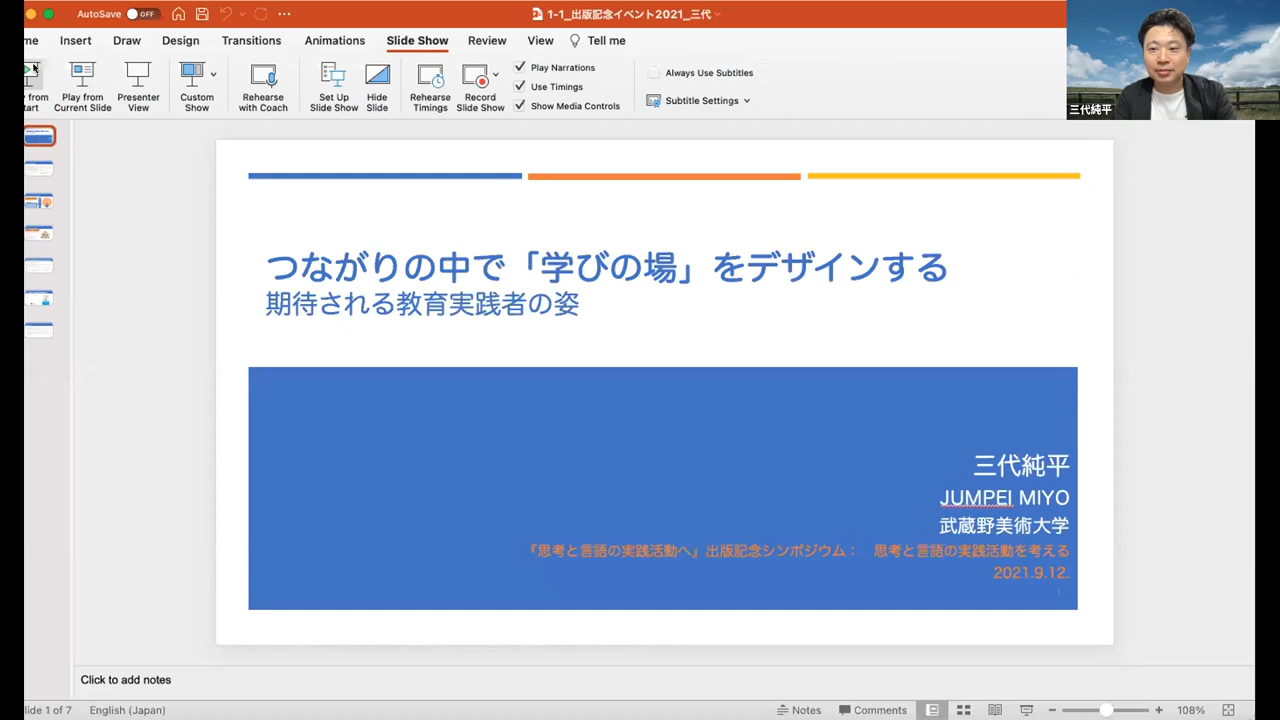 AutoSave OFF
1-1_出版記念イベント2021_三代
me Insert Draw Design Transitions Animations Slide Show Review View Tell me
Play from Current Slide
Presenter View
Custom Show
Rehearse with Coach
Set Up Slide Show
Hide Slide
Rehearse Timings
Record Slide Show
Play Narrations
Use Timings
Show Media Controls
Always Use Subtitles
Subtitle Settings
三代純平
つながりの中で「学びの場」をデザインする
期待される教育実践者の姿
三代純平
JUMPEI MIYO
武蔵野美術大学
『思考と言語の実践活動へ』出版記念シンポジウム： 思考と言語の実践活動を考える
2021.9.12.
Click to add notes
lide 1 of 7 English (Japan) Notes Comments 108%